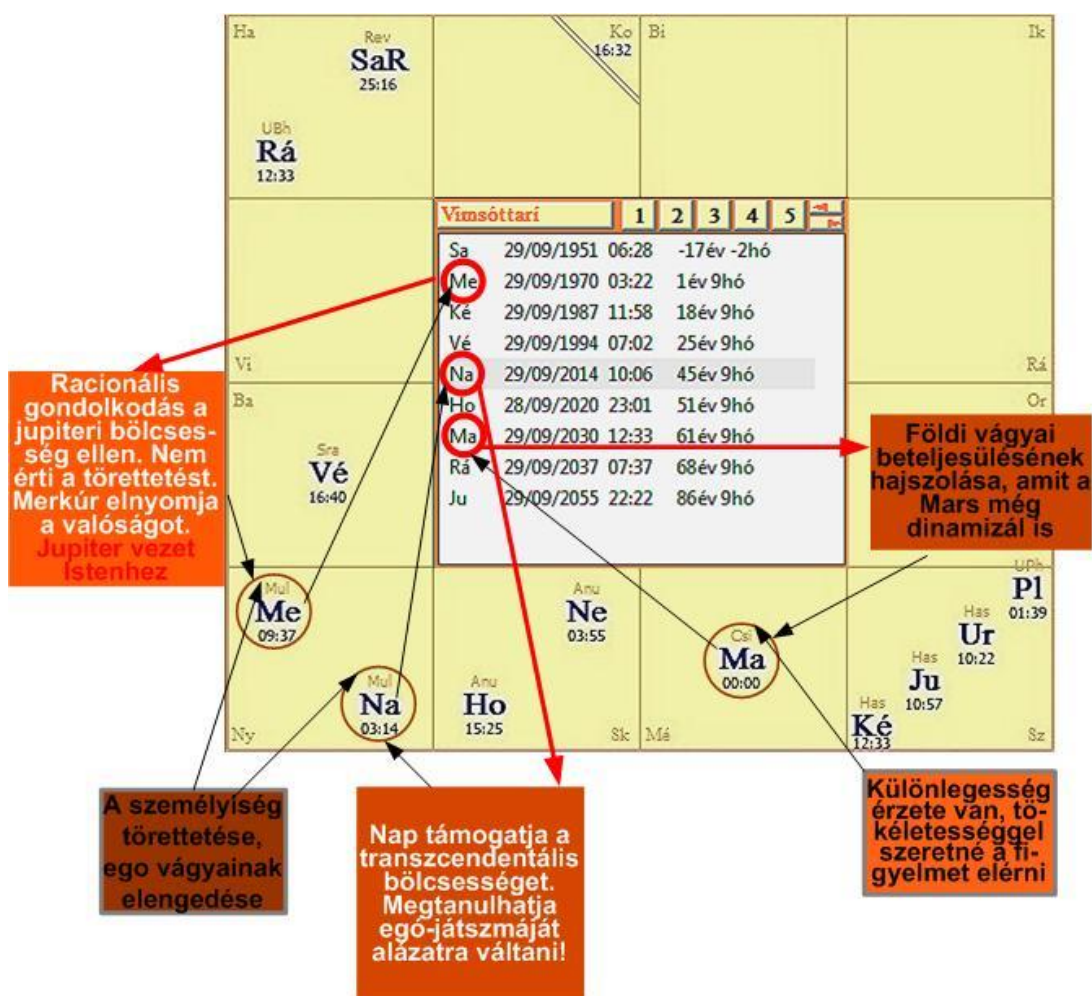 Ha
Rev
SaR
25:16
UBh
Rá
12:33
Ko
16:32
Bi
Ik
Vimsóttarí 1 2 3 4 5
Sa 29/09/1951 06:28 -17év -2hó
Me 29/09/1970 03:22 1év 9hó
Ké 29/09/1987 11:58 18év 9hó
Vé 29/09/1994 07:02 25év 9hó
Na 29/09/2014 10:06 45év 9hó
Ho 28/09/2020 23:01 51év 9hó
Ma 29/09/2030 12:33 61év 9hó
Rá 29/09/2037 07:37 68év 9hó
Ju 29/09/2055 22:22 86év 9hó
Ví
Rá
Racionális
gondolkodás a
jupiteri bölcses-
ség ellen. Nem
érti a törettetést.
Merkúr elnyomja
a valóságot.
Jupiter vezet
Istenhez
Ba
Sra
Vé
16:40
Or
Földi vágyai
beteljesülésének
hajszolása, amit a
Mars még
dinamizál is
Mul
Me
09:37
Mul
Na
03:14
Ny
Anu
Ne
03:55
Anu
Ho
15:25
Sk
Csi
Ma
00:00
Mé
UPh
Pl
01:39
Has
Ur
10:22
Has
Ju
10:57
Has
Ké
12:33
Sz
A személyiség
törettetése,
ego vágyainak
elengedése
Nap támogatja a
transzcendentális
bölcsességet.
Megtanulhatja
egó-játszmáját
alázatra váltani!
Különlegesség
érzete van, tö-
kéletességgel
szeretné a fi-
gyelmet elérni